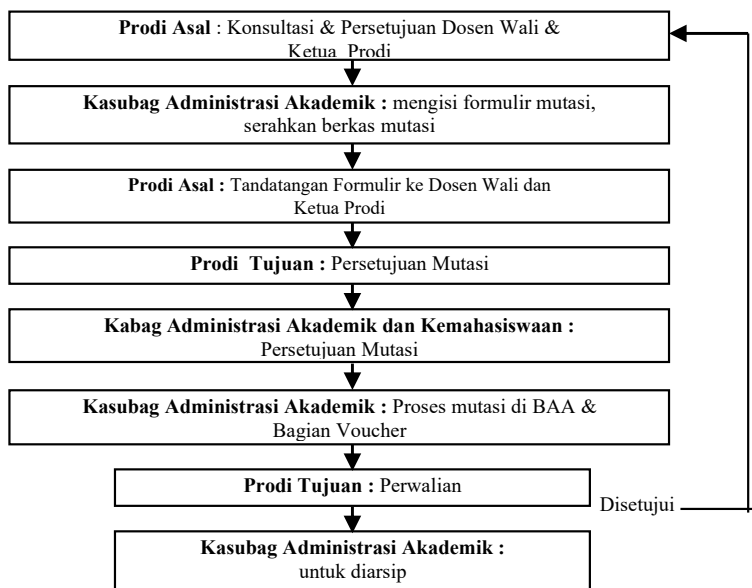 Prodi Asal : Konsultasi & Persetujuan Dosen Wali &
Ketua Prodi
Kasubag Administrasi Akademik : mengisi formulir mutasi,
serahkan berkas mutasi
Prodi Asal : Tandatangan Formulir ke Dosen Wali dan
Ketua Prodi
Prodi Tujuan : Persetujuan Mutasi
Kabag Administrasi Akademik dan Kemahasiswaan :
Persetujuan Mutasi
Kasubag Administrasi Akademik : Proses mutasi di BAA &
Bagian Voucher
Prodi Tujuan : Perwalian
Disetujui
Kasubag Administrasi Akademik :
untuk diarsip